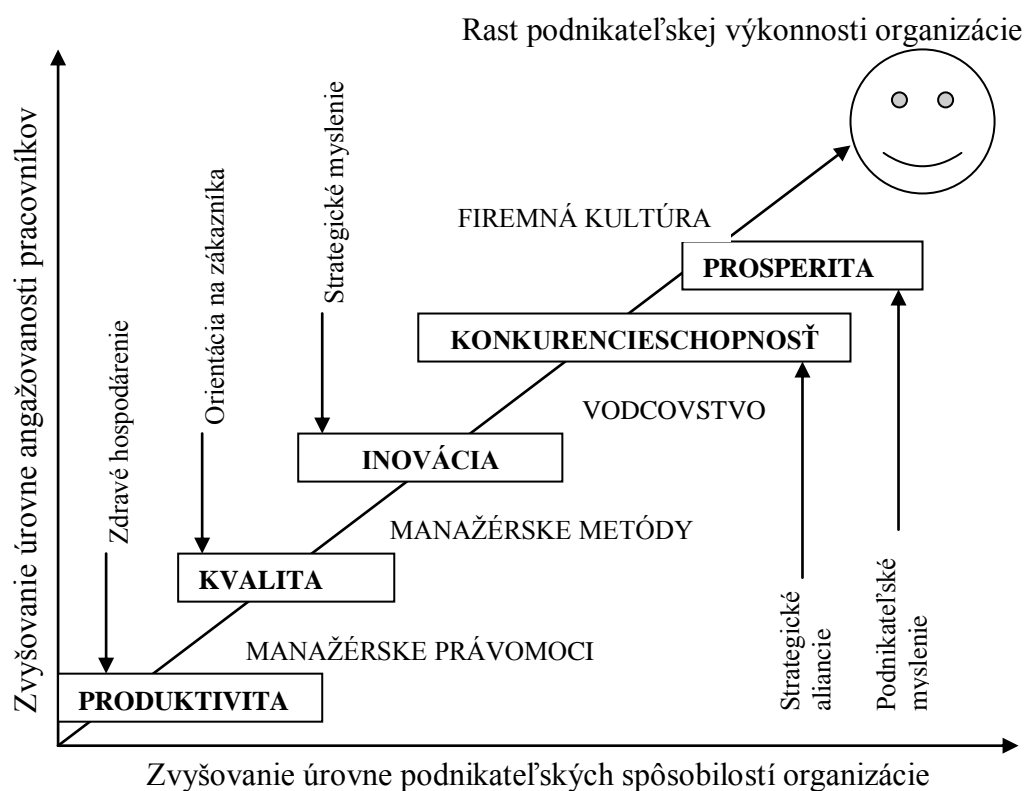 Rast podnikateľskej výkonnosti organizácie
Zvyšovanie úrovne angažovanosti pracovníkov
Zdravé hospodárenie
Orientácia na zákazníka
Strategické myslenie
FIREMNÁ KULTÚRA
PROSPERITA
KONKURENCIESCHOPNOSŤ
VODCOVSTVO
INOVÁCIA
MANAŽÉRSKE METÓDY
KVALITA
MANAŽÉRSKE PRÁVOMOCI
PRODUKTIVITA
Strategické
aliancie
Podnikateľské
myslenie
Zvyšovanie úrovne podnikateľských spôsobilostí organizácie